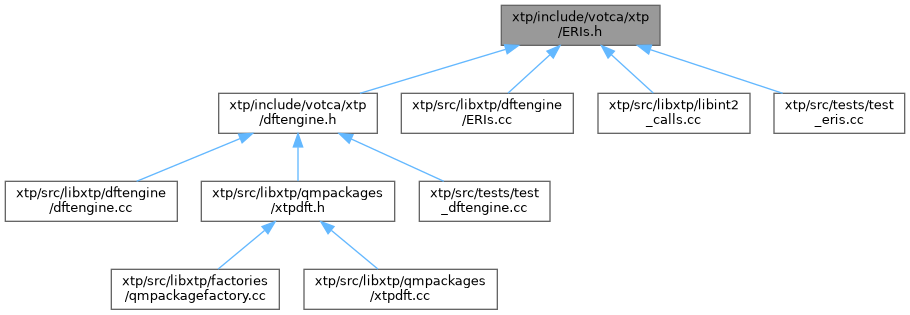 xtp/include/votca/xtp
/ERIs.h
xtp/include/votca/xtp
/dftengine.h
xtp/src/libxtp/dftengine
/ERIs.cc
xtp/src/libxtp/libint2
_calls.cc
xtp/src/tests/test
_eris.cc
xtp/src/libxtp/dftengine
/dftengine.cc
xtp/src/libxtp/qmpackages
/xtpdft.h
xtp/src/tests/test
_dftengine.cc
xtp/src/libxtp/factories
/qmpackagefactory.cc
xtp/src/libxtp/qmpackages
/xtpdft.cc